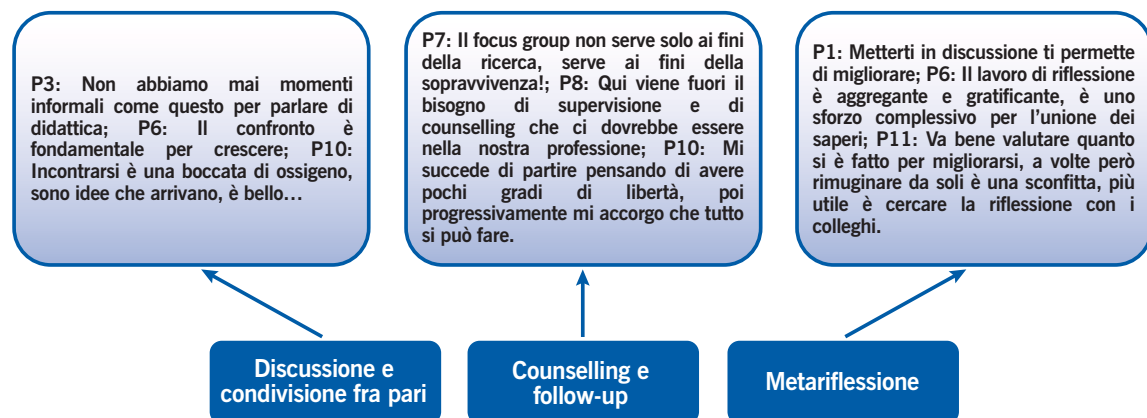 P3: Non abbiamo mai momenti
informali come questo per parlare di
didattica; P6: Il confronto è
fondamentale per crescere; P10:
Incontrarsi è una boccata di ossigeno,
sono idee che arrivano, è bello…
P7: Il focus group non serve solo ai fini
della ricerca, serve ai fini della
sopravvivenza!; P8: Qui viene fuori il
bisogno di supervisione e di
counselling che ci dovrebbe essere
nella nostra professione; P10: Mi
succede di partire pensando di avere
pochi gradi di libertà, poi
progressivamente mi accorgo che tutto
si può fare.
P1: Metterti in discussione ti permette
di migliorare; P6: Il lavoro di riflessione
è aggregante e gratificante, è uno
sforzo complessivo per l’unione dei
saperi; P11: Va bene valutare quanto
si è fatto per migliorarsi, a volte però
rimuginare da soli è una sconfitta, più
utile è cercare la riflessione con i
colleghi.
Discussione e
condivisione fra pari
Counselling e
follow-up
Metariflessione